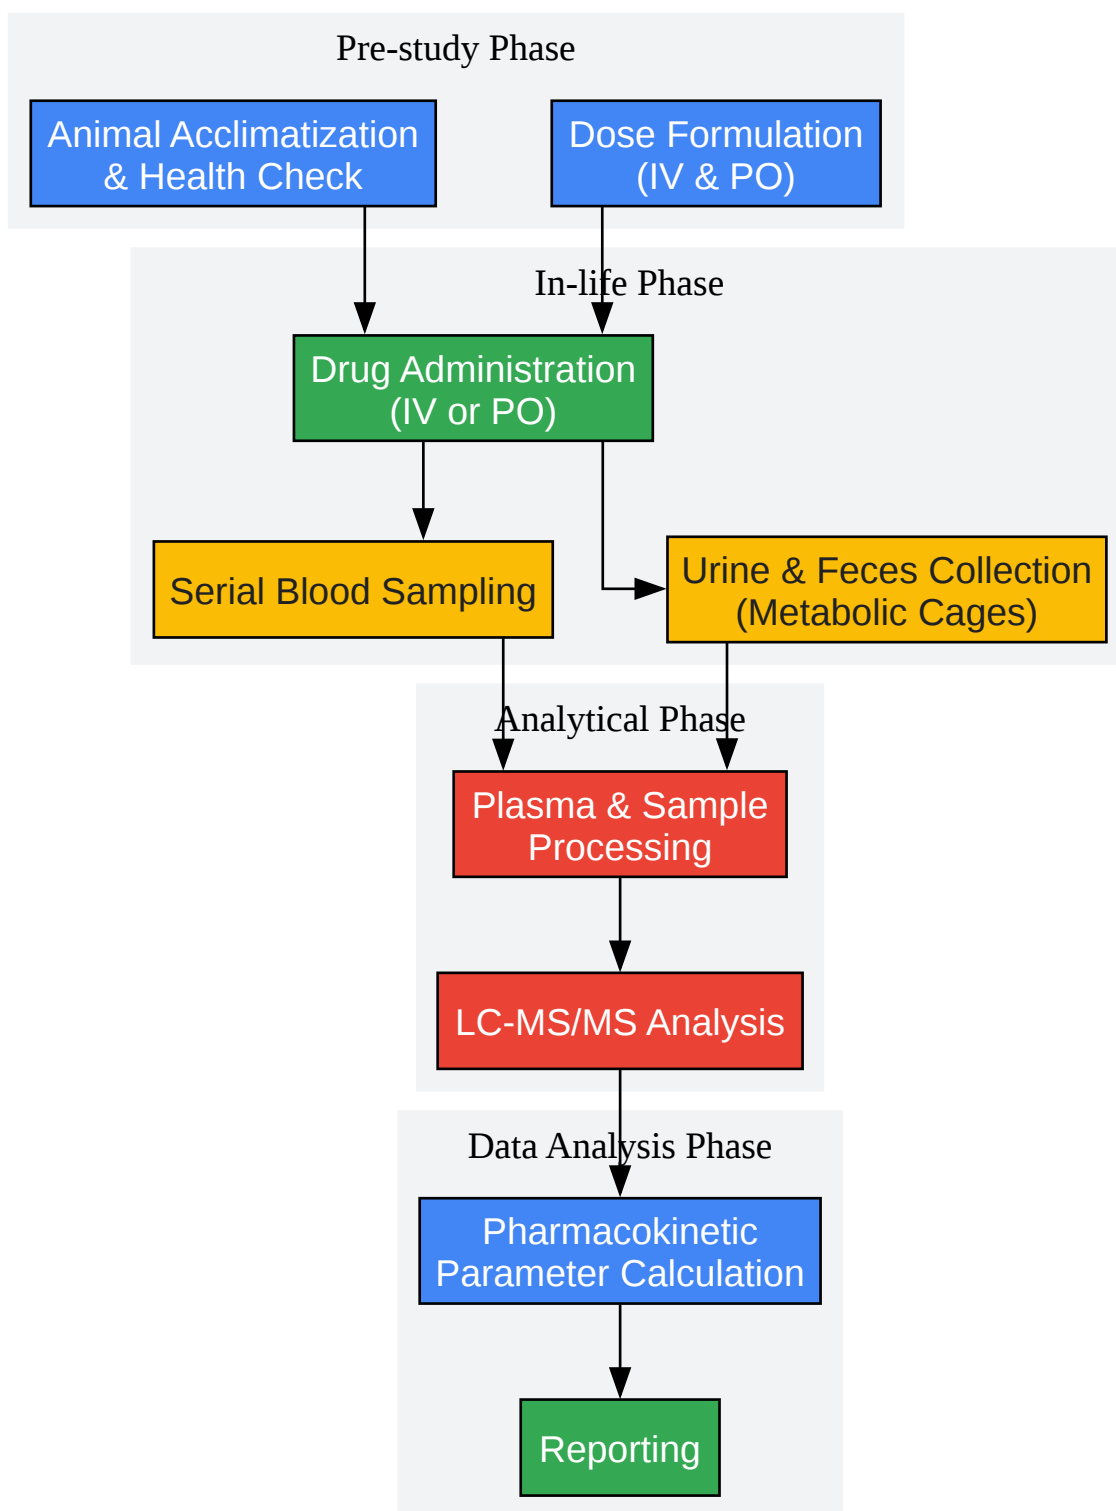 Pre-study Phase
Animal Acclimatization
& Health Check
Dose Formulation
(IV & PO)
In-life Phase
Drug Administration
(IV or PO)
Serial Blood Sampling
Urine & Feces Collection
(Metabolic Cages)
Analytical Phase
Plasma & Sample
Processing
LC-MS/MS Analysis
Data Analysis Phase
Pharmacokinetic
Parameter Calculation
Reporting